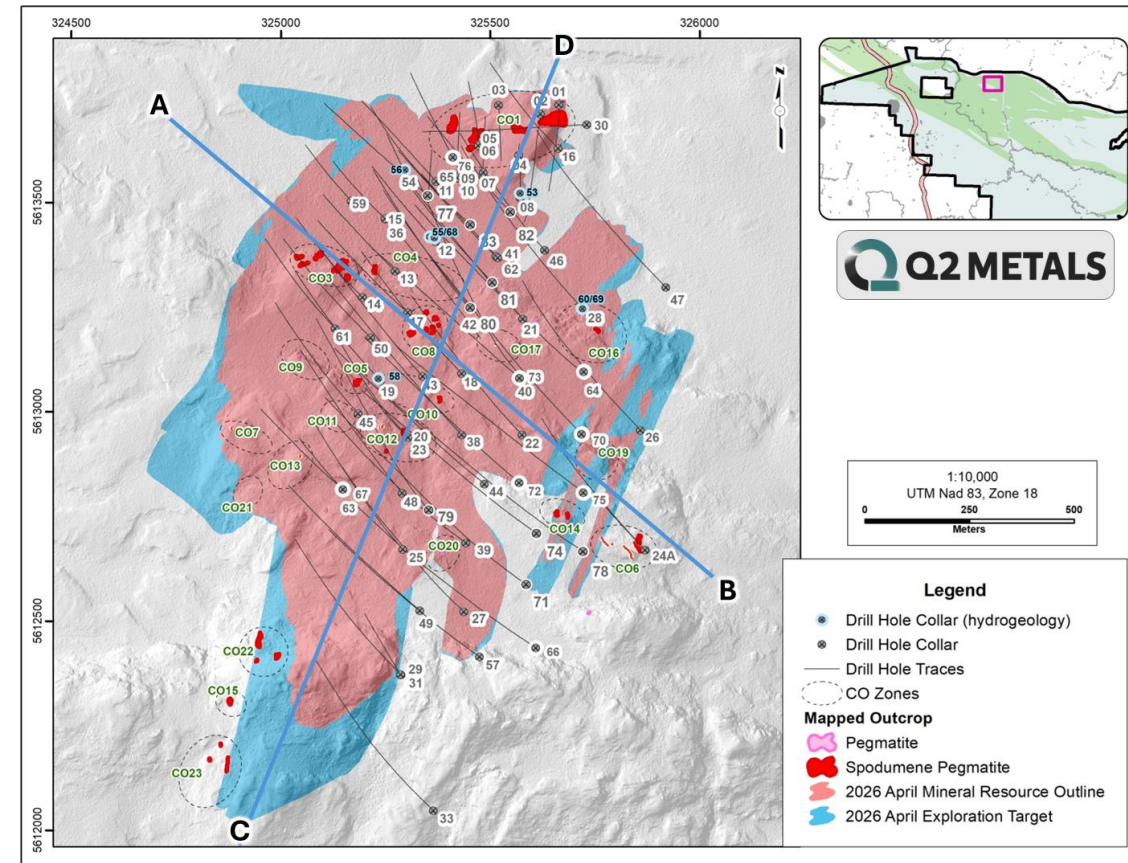 324500
325000
325500
326000
5613500
5613000
5612500
5612000
A
D
B
C
03
01
02
CO1
30
05
06
04
16
76
56
54
65
09
10
07
53
11
08
59
15
36
77
55/68
12
83
82
41
62
46
CO4
CO3
13
81
47
14
17
60/69
28
42
80
21
61
50
CO8
CO17
CO16
CO9
CO5
58
19
43
18
73
40
64
CO10
CO11
45
CO7
CO12
20
23
38
22
70
26
CO19
CO13
CO21
67
63
48
44
72
75
79
CO14
CO20
39
25
74
78
CO6
24A
71
49
27
66
57
CO22
29
31
CO15
CO23
33
z
Q2 METALS
1:10,000
UTM Nad 83, Zone 18
0 250 500
Meters
Legend
Drill Hole Collar (hydrogeology)
Drill Hole Collar
Drill Hole Traces
CO Zones
Mapped Outcrop
Pegmatite
Spodumene Pegmatite
2026 April Mineral Resource Outline
2026 April Exploration Target